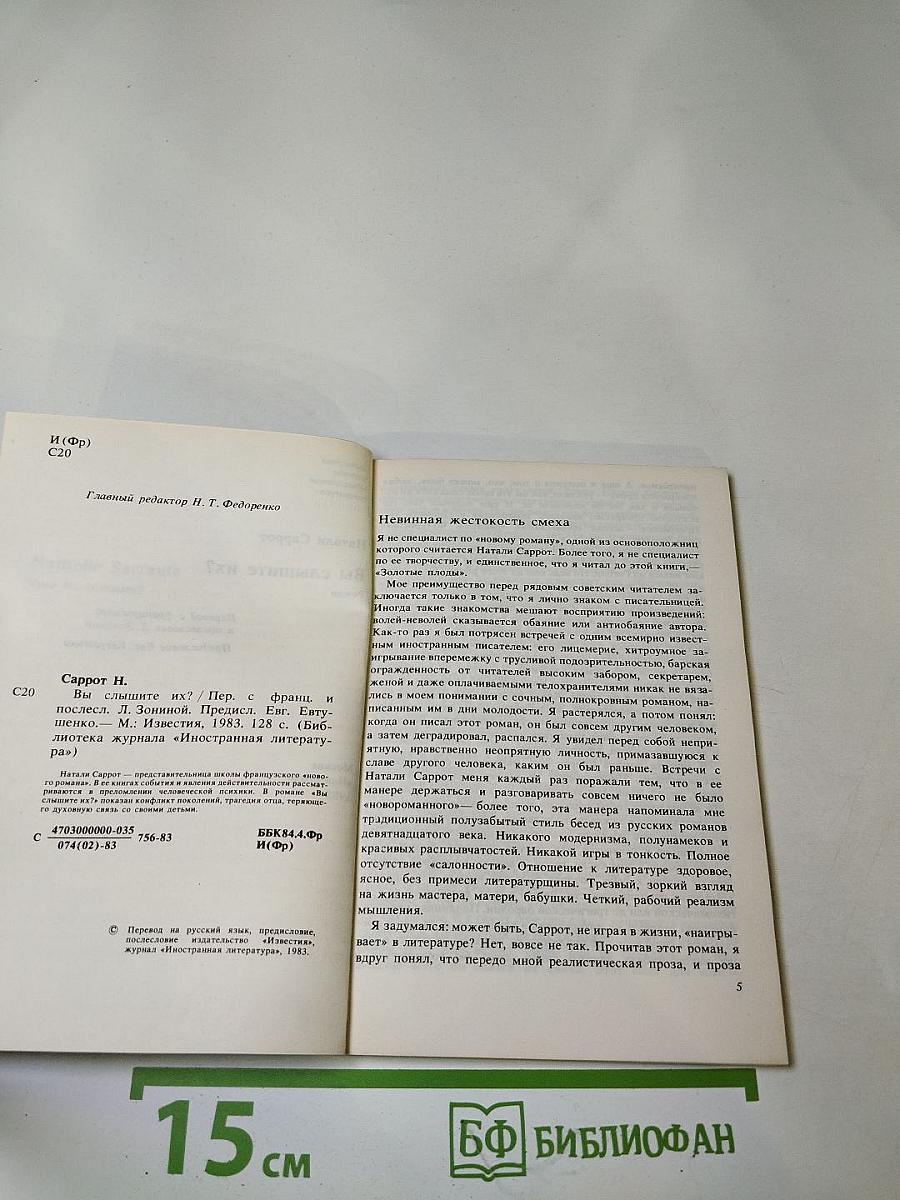 И(Фр)
С20
Главный редактор Н. Т. Федоренко
Саррот Н.
С20
Вы слышите их? / Пер. с франц. и
послесл. Л. Зониной. Предисл. Евг. Евту-
шенко.— М.: Известия, 1983. 128 с. (Биб-
лиотека журнала «Иностранная литерату-
ра»)
Натали Саррот — представительница школы французского «ново-
го романа». В ее книгах события и явления действительности рассмат-
риваются в преломлении человеческой психики. В романе «Вы
слышите их?» показан конфликт поколений, трагедия отца, теряюще-
го духовную связь со своими детьми.
С 4703000000-035 756-83
074(02)-83
ББК84.4.Фр
И(Фр)
© Перевод на русский язык, предисловие,
послесловие издательство «Известия»,
журнал «Иностранная литература», 1983.
Невинная жестокость смеха
Я не специалист по «новому роману», одной из основоположниц
которого считается Натали Саррот. Более того, я не специалист
по ее творчеству, и единственное, что я читал до этой книги,—
«Золотые плоды».
Мое преимущество перед рядовым советским читателем за-
ключается только в том, что я лично знаком с писательницей.
Иногда такие знакомства мешают восприятию произведений:
волей-неволей сказывается обаяние или антиобаяние автора.
Как-то раз я был потрясен встречей с одним всемирно извест-
ным иностранным писателем: его лицемерие, хитроумное за-
игрывание вперемежку с трусливой подозрительностью, барская
огражденность от читателей высоким забором, секретарем,
женой и даже оплачиваемыми телохранителями никак не вяза-
лись в моем понимании с сочным, полнокровным романом, на-
писанным им в дни молодости. Я растерялся, а потом понял:
когда он писал этот роман, он был совсем другим человеком,
а затем деградировал, распался. Я увидел перед собой непри-
ятную, нравственно неопрятную личность, примазавшуюся к
славе другого человека, каким он был раньше. Встречи с
Натали Саррот меня каждый раз поражали тем, что в ее
манере держаться и разговаривать совсем ничего не было
«новороманного»— более того, эта манера напоминала мне
традиционный полузабытый стиль бесед из русских романов
девятнадцатого века. Никакого модернизма, полунамеков и
красивых расплывчатостей. Никакой игры в тонкость. Полное
отсутствие «салонности». Отношение к литературе здоровое,
ясное, без примеси литературщины. Трезвый, зоркий взгляд
на жизнь мастера, матери, бабушки. Четкий, рабочий реализм
мышления.
Я задумался: может быть, Саррот, не играя в жизни, «наигры-
вает» в литературе? Нет, вовсе не так. Прочитав этот роман, я
вдруг понял, что передо мной реалистическая проза, и проза
5
15 см
БФ БИБЛИОФАН